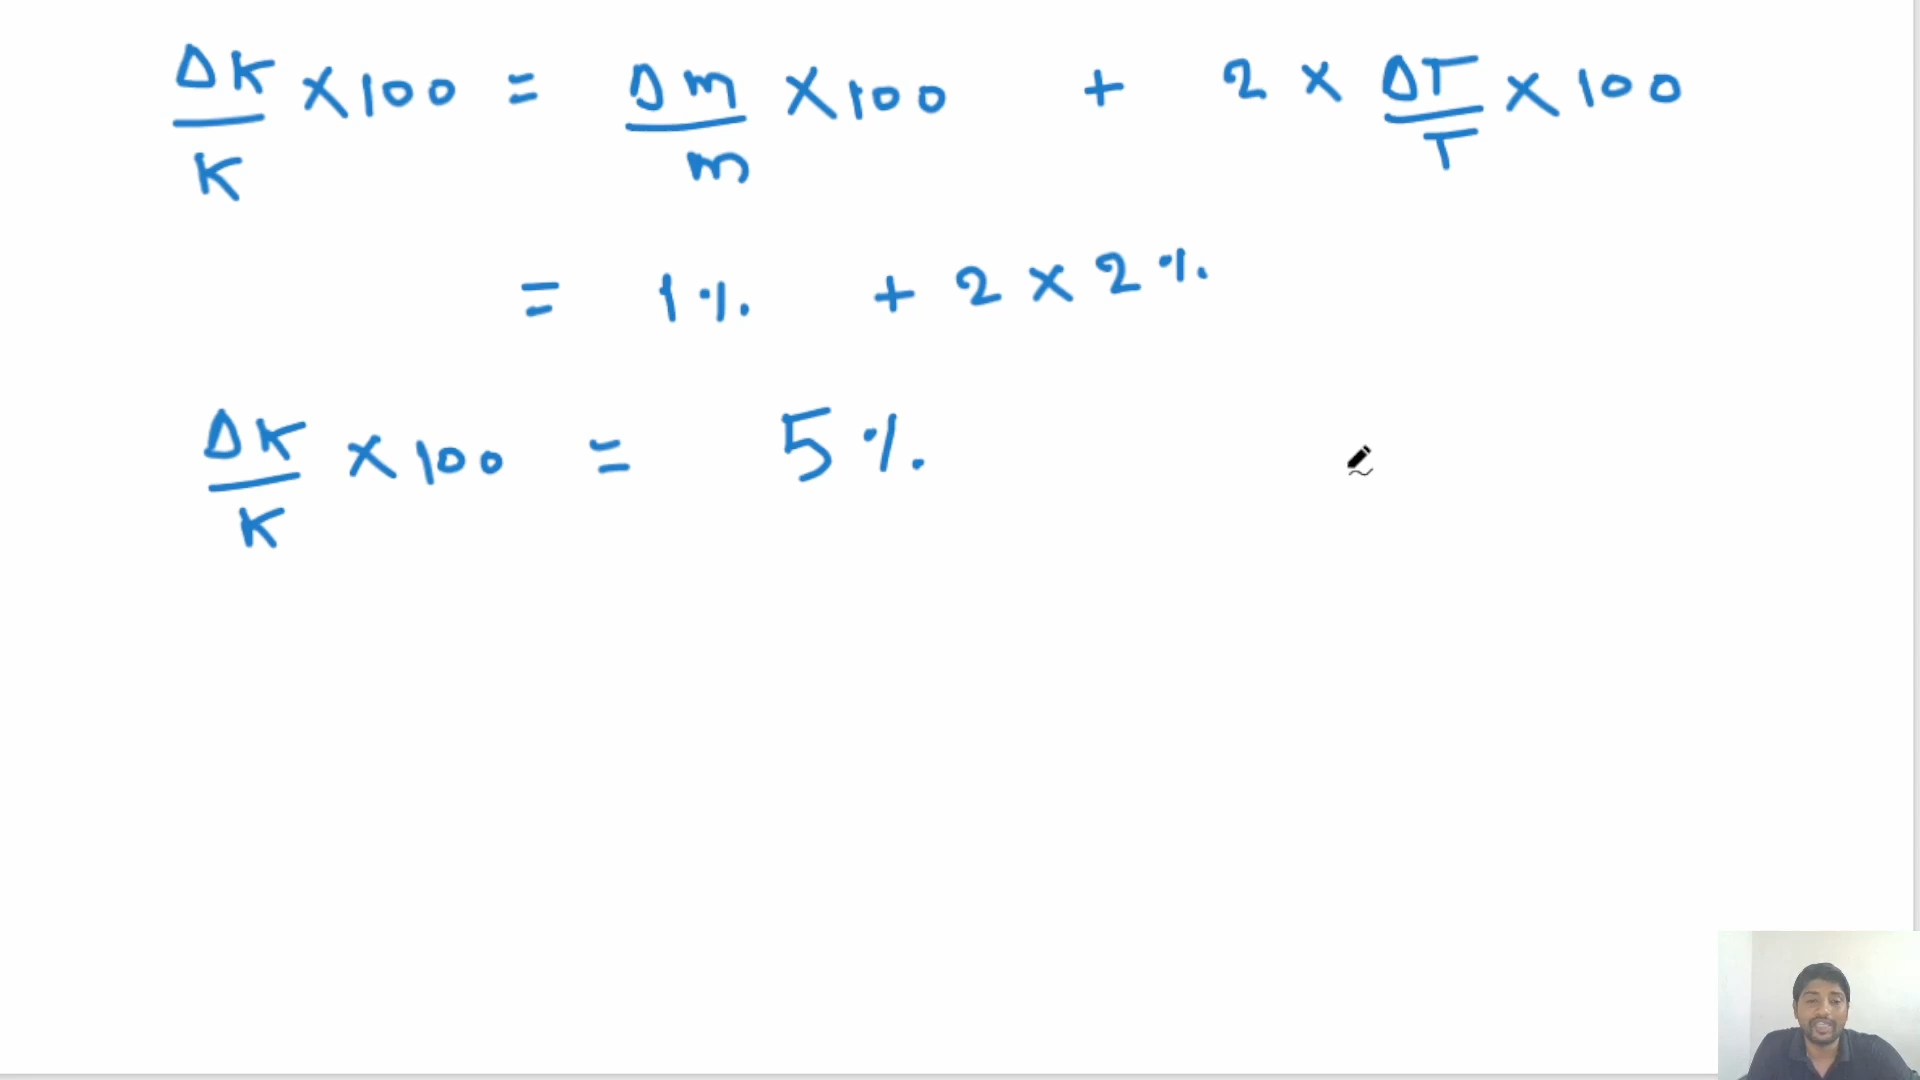 ΔK/K × 100 = Δm/m × 100 + 2 × ΔT/T × 100
= 1% + 2 × 2%
ΔK/K × 100 = 5%